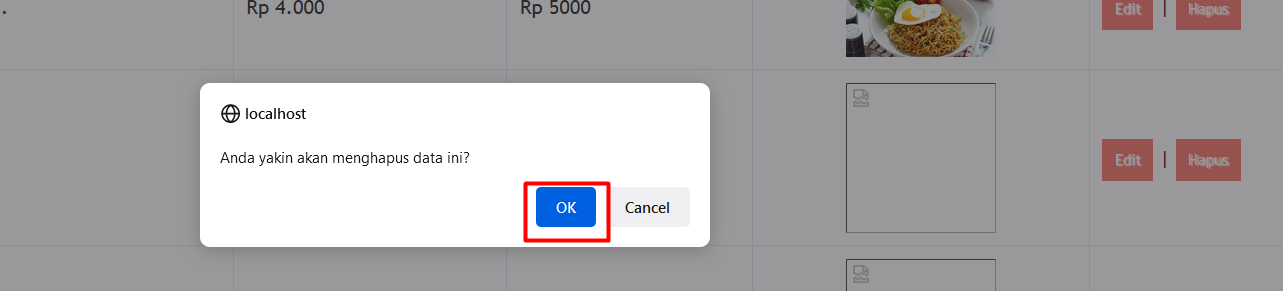 .
Rp 4.000
Rp 5000
Edit | Hapus
localhost
Anda yakin akan menghapus data ini?
OK
Cancel
Edit | Hapus